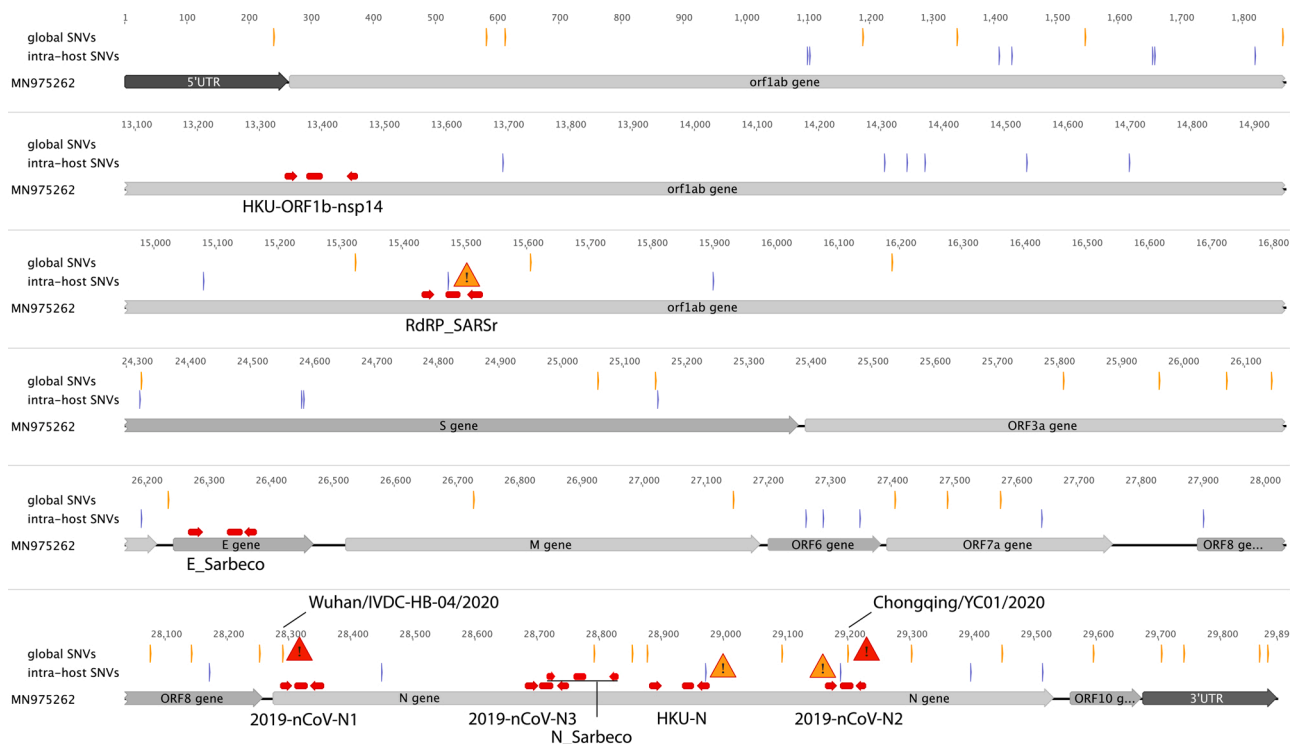 1 100 200 300 400 500 600 700 800 900 1,000 1,100 1,200 1,300 1,400 1,500 1,600 1,700 1,800
global SNVs
intra-host SNVs
MN975262 5'UTR orf1ab gene
13,100 13,200 13,300 13,400 13,500 13,600 13,700 13,800 13,900 14,000 14,100 14,200 14,300 14,400 14,500 14,600 14,700 14,800 14,900
global SNVs
intra-host SNVs
MN975262 orf1ab gene
HKU-ORF1b-nsp14
15,000 15,100 15,200 15,300 15,400 15,500 15,600 15,700 15,800 15,900 16,000 16,100 16,200 16,300 16,400 16,500 16,600 16,700 16,800
global SNVs
intra-host SNVs !
MN975262 orf1ab gene
RdRP_SARSr
24,300 24,400 24,500 24,600 24,700 24,800 24,900 25,000 25,100 25,200 25,300 25,400 25,500 25,600 25,700 25,800 25,900 26,000 26,100
global SNVs
intra-host SNVs
MN975262 S gene ORF3a gene
26,200 26,300 26,400 26,500 26,600 26,700 26,800 26,900 27,000 27,100 27,200 27,300 27,400 27,500 27,600 27,700 27,800 27,900 28,000
global SNVs
intra-host SNVs
MN975262 E gene M gene ORF6 gene ORF7a gene ORF8 ge...
E_Sarbeco
Wuhan/IVDC-HB-04/2020 Chongqing/YC01/2020
28,100 28,200 28,300 28,400 28,500 28,600 28,700 28,800 28,900 29,000 29,100 29,200 29,300 29,400 29,500 29,600 29,700 29,800 29,89
global SNVs ! !
intra-host SNVs ! !
MN975262 ORF8 gene N gene N gene ORF10 g... 3'UTR
2019-nCoV-N1 2019-nCoV-N3 HKU-N 2019-nCoV-N2
N_Sarbeco